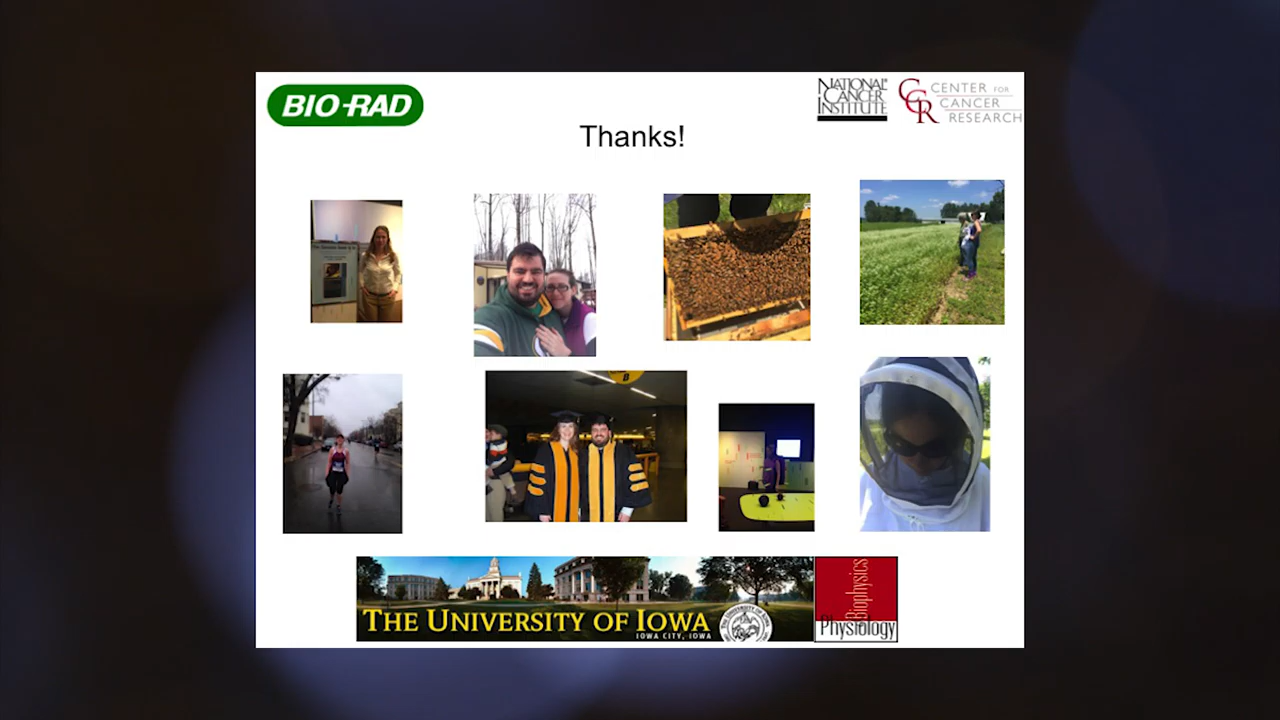 BIO-RAD
NATIONAL CANCER INSTITUTE
CCR CENTER FOR CANCER RESEARCH
Thanks!
B
THE UNIVERSITY OF IOWA
IOWA CITY, IOWA
Biophysics
Physiology